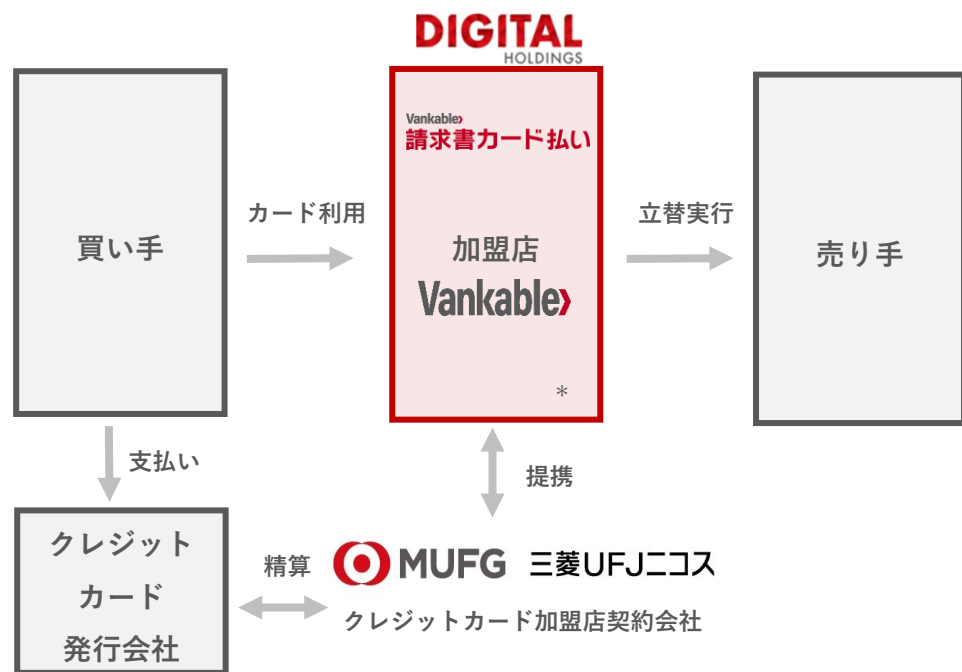 DIGITAL
HOLDINGS
Vankable
請求書カード払い
買い手
カード利用
加盟店
Vankable
*
立替実行
売り手
支払い
提携
クレジット
カード
発行会社
精算
MUFG 三菱UFJニコス
クレジットカード加盟店契約会社